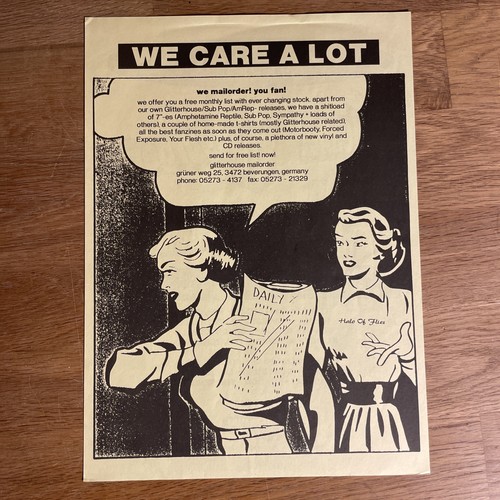 WE CARE A LOT
we mailorder! you fan!
we offer you a free monthly list with ever changing stock. apart from
our own Glitterhouse/Sub Pop/AmRep- releases, we have a shitload
of 7"-es (Amphetamine Reptile, Sub Pop, Sympathy + loads of
others), a couple of home-made t-shirts (mostly Glitterhouse related),
all the best fanzines as soon as they come out (Motorbooty, Forced
Exposure, Your Flesh etc.) plus, of course, a plethora of new vinyl and
CD releases.
send for free list! now!
glitterhouse mailorder
grüner weg 25, 3472 beverungen, germany
phone: 05273 - 4137 fax: 05273 - 21329
DAILY
Halo Of Flies